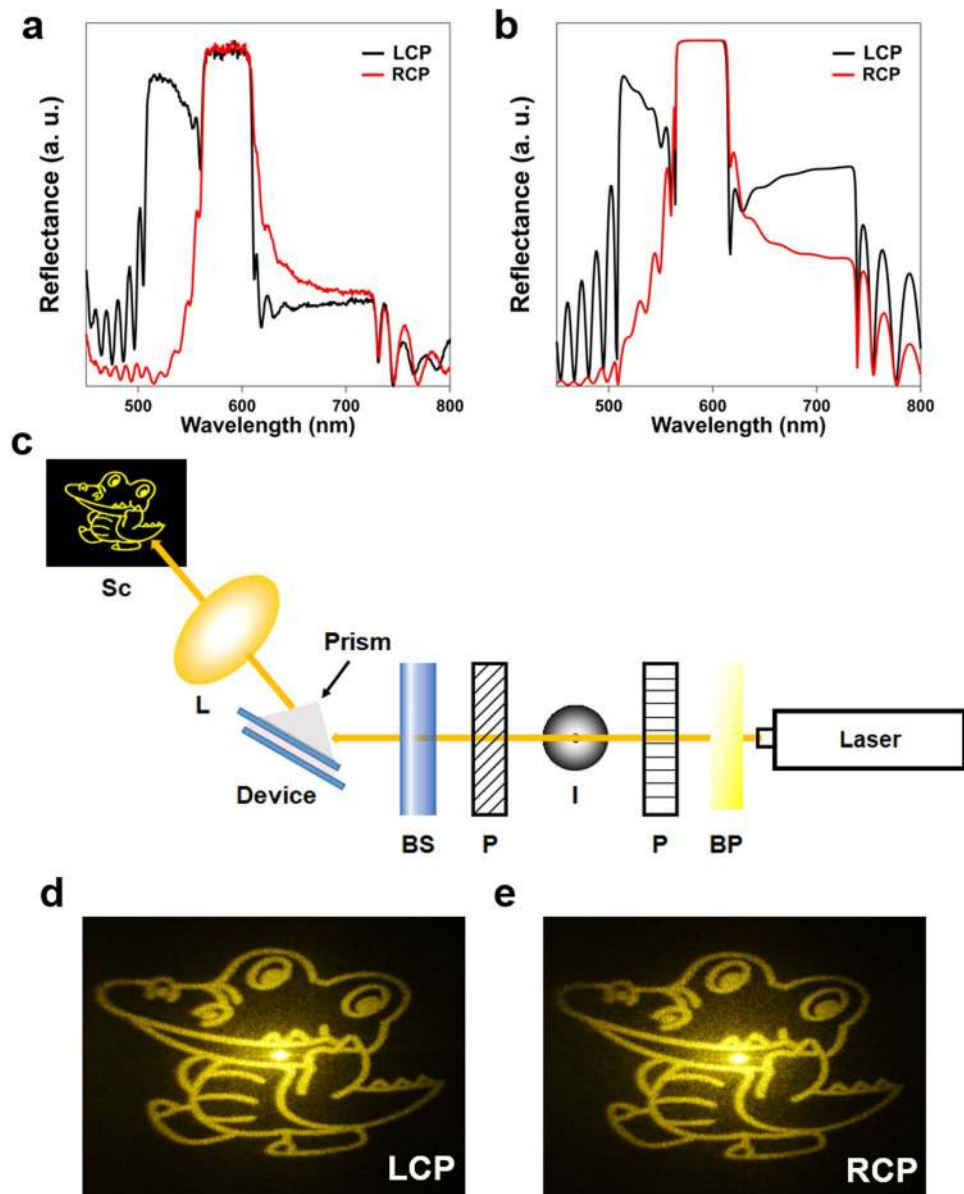 a
b
Reflectance (a. u.)
LCP
RCP
500 600 700 800
Wavelength (nm)
Reflectance (a. u.)
LCP
RCP
500 600 700 800
Wavelength (nm)
c
Sc
Prism
L
Device
BS
P
I
P
BP
Laser
d
e
LCP
RCP